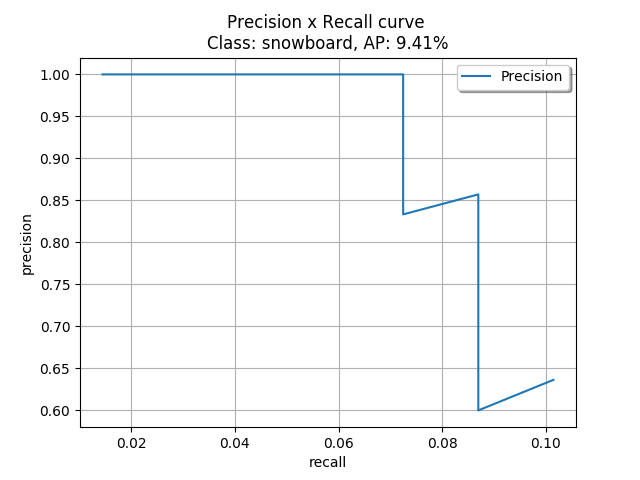 Precision x Recall curve
Class: snowboard, AP: 9.41%
Precision
1.00
0.95
0.90
0.85
0.80
0.75
0.70
0.65
0.60
precision
0.02 0.04 0.06 0.08 0.10
recall